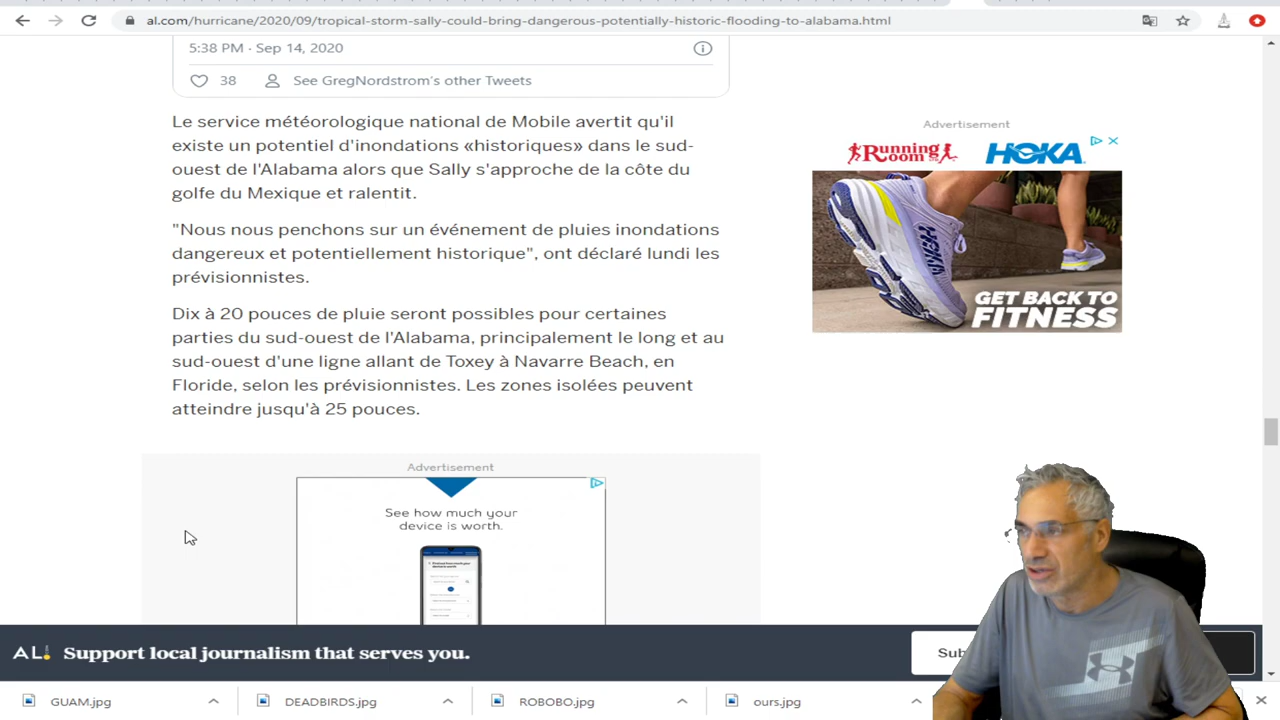 al.com/hurricane/2020/09/tropical-storm-sally-could-bring-dangerous-potentially-historic-flooding-to-alabama.html
5:38 PM · Sep 14, 2020
38 See GregNordstrom's other Tweets
Le service météorologique national de Mobile avertit qu'il
existe un potentiel d'inondations «historiques» dans le sud-
ouest de l'Alabama alors que Sally s'approche de la côte du
golfe du Mexique et ralentit.
"Nous nous penchons sur un événement de pluies inondations
dangereux et potentiellement historique", ont déclaré lundi les
prévisionnistes.
Dix à 20 pouces de pluie seront possibles pour certaines
parties du sud-ouest de l'Alabama, principalement le long et au
sud-ouest d'une ligne allant de Toxey à Navarre Beach, en
Floride, selon les prévisionnistes. Les zones isolées peuvent
atteindre jusqu'à 25 pouces.
Advertisement
Running Room HOKA
HOKA
GET BACK TO
FITNESS
Advertisement
See how much your
device is worth.
AL. Support local journalism that serves you.
Sub
GUAM.jpg
DEADBIRDS.jpg
ROBOBO.jpg
ours.jpg